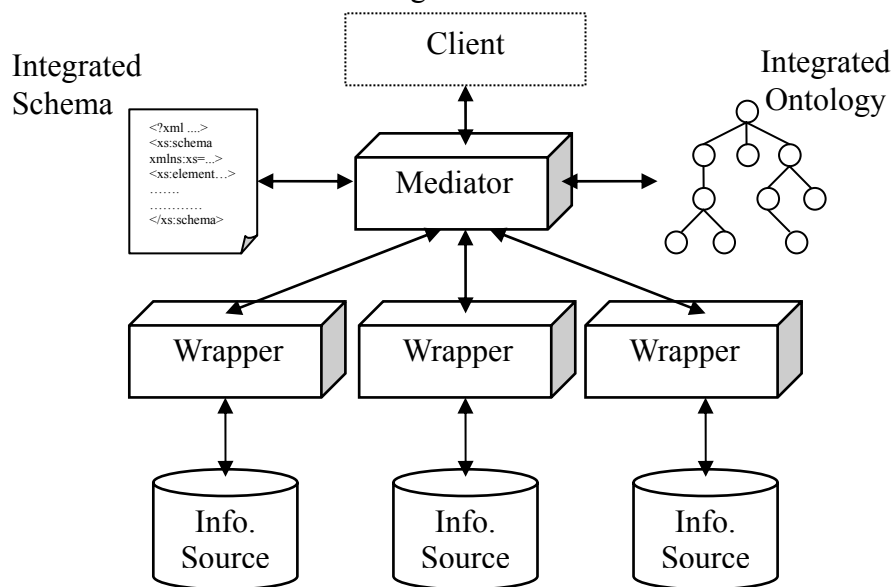 Client
Integrated
Schema
Integrated
Ontology
<?xml ....>
<xs:schema
xmlns:xs=...>
<xs:element…>
…….
…………
</xs:schema>
Mediator
Wrapper
Wrapper
Wrapper
Info.
Source
Info.
Source
Info.
Source